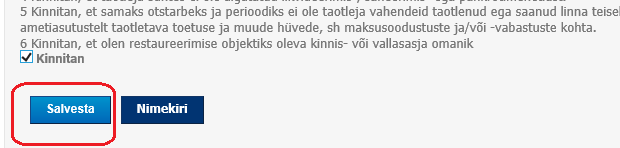 5 Kinnitan, et samaks otstarbeks ja perioodiks ei ole taotleja vahendeid taotlenud ega saanud linna teisel
ametiasutustelt taotletava toetuse ja muude hüvede, sh maksusoodustuste ja/või -vabastuste kohta.
6 Kinnitan, et olen restaureerimise objektiks oleva kinnis- või vallasasja omanik
Kinnitan
Salvesta Nimekiri